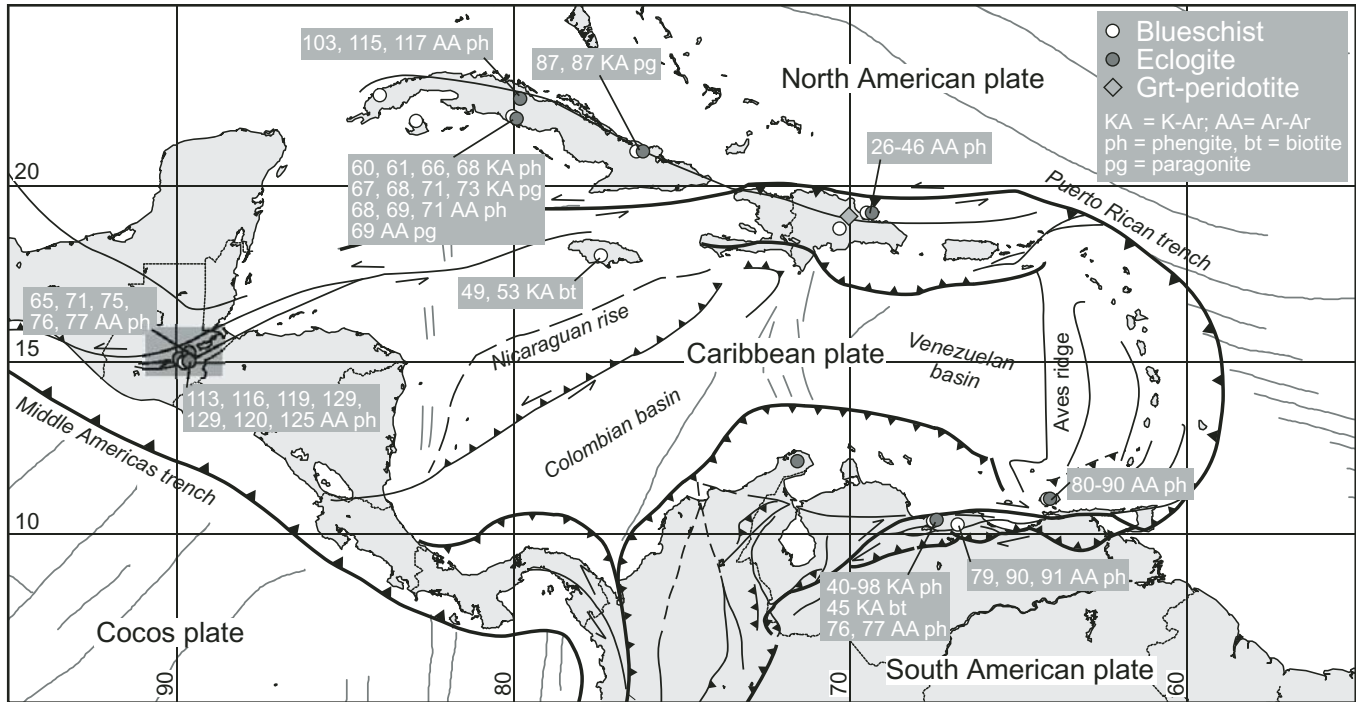 103, 115, 117 AA ph
87, 87 KA pg
North American plate
Blueschist
Eclogite
Grt-peridotite
KA = K-Ar; AA= Ar-Ar
ph = phengite, bt = biotite
pg = paragonite
26-46 AA ph
60, 61, 66, 68 KA ph
67, 68, 71, 73 KA pg
68, 69, 71 AA ph
69 AA pg
20
Puerto Rican trench
49, 53 KA bt
65, 71, 75,
76, 77 AA ph
Nicaraguan rise
Caribbean plate
Venezuelan
basin
Aves ridge
15
113, 116, 119, 129,
129, 120, 125 AA ph
Middle Americas trench
Colombian basin
80-90 AA ph
10
40-98 KA ph
45 KA bt
76, 77 AA ph
79, 90, 91 AA ph
Cocos plate
South American plate
90
80
70
60